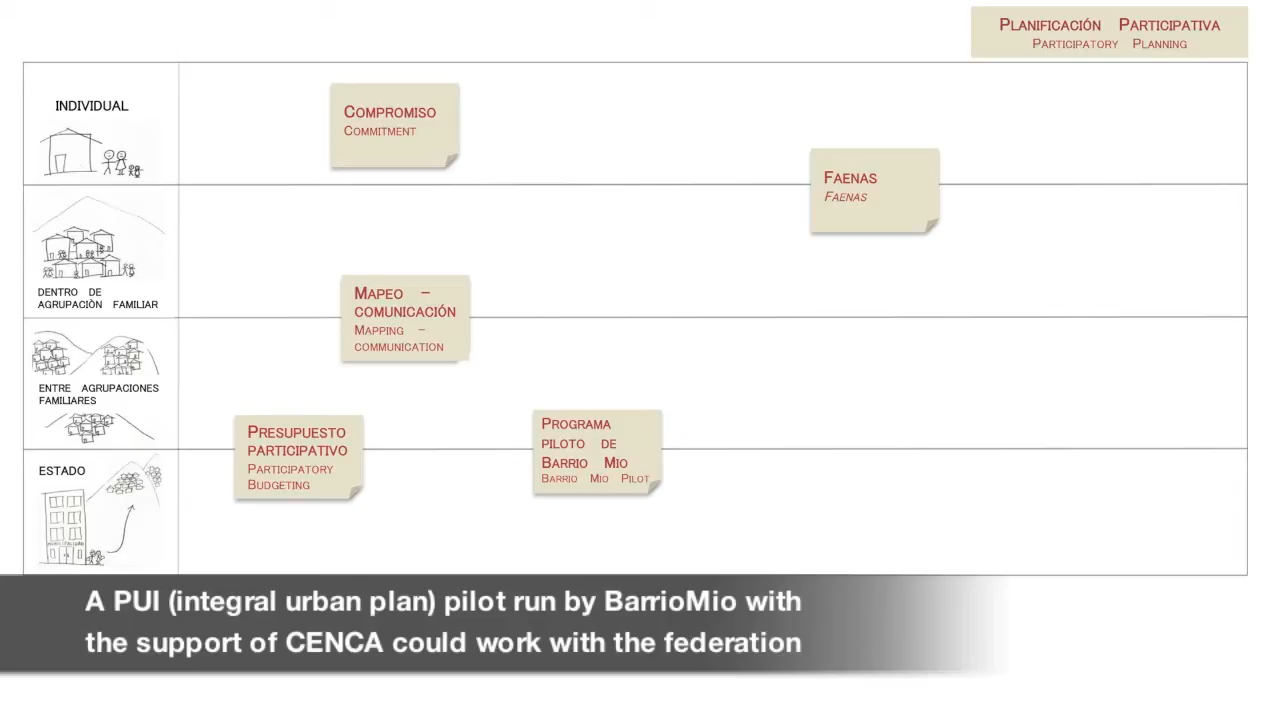 PLANIFICACIÓN PARTICIPATIVA
PARTICIPATORY PLANNING
INDIVIDUAL
COMPROMISO
COMMITMENT
FAENAS
FAENAS
DENTRO DE
AGRUPACIÒN FAMILIAR
MAPEO –
COMUNICACIÓN
MAPPING –
COMMUNICATION
ENTRE AGRUPACIONES
FAMILIARES
PRESUPUESTO
PARTICIPATIVO
PARTICIPATORY
BUDGETING
PROGRAMA
PILOTO DE
BARRIO MIO
BARRIO MIO PILOT
ESTADO
A PUI (integral urban plan) pilot run by BarrioMio with
the support of CENCA could work with the federation